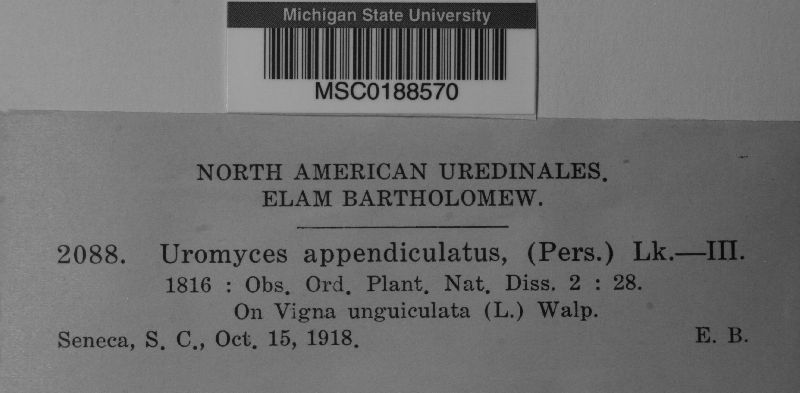 Michigan State University
MSC0188570
NORTH AMERICAN UREDINALES.
ELAM BARTHOLOMEW.
2088. Uromyces appendiculatus, (Pers.) Lk.—III.
1816 : Obs. Ord. Plant. Nat. Diss. 2 : 28.
On Vigna unguiculata (L.) Walp.
Seneca, S. C., Oct. 15, 1918. E. B.